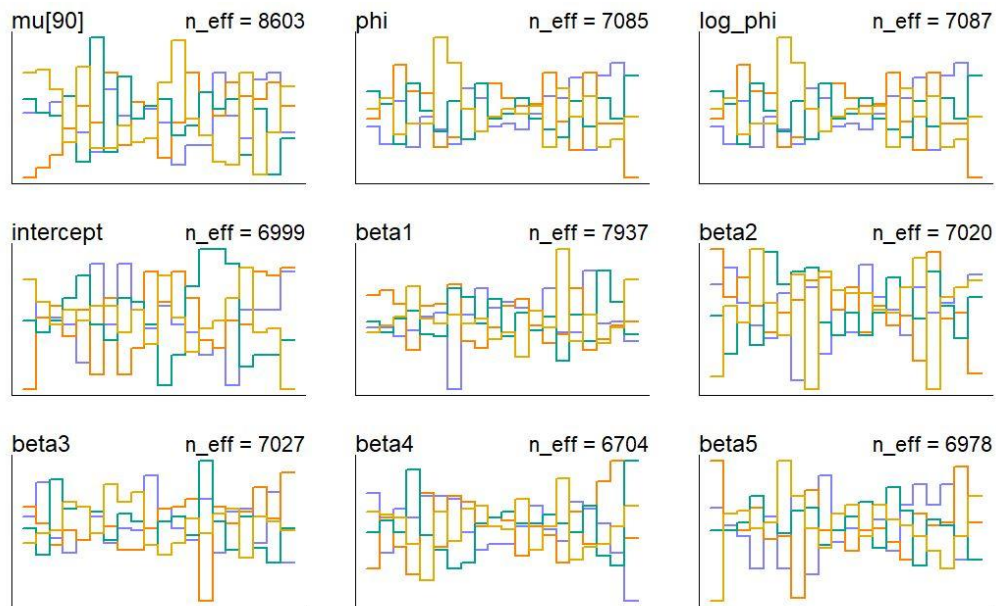 mu[90] n_eff = 8603 phi n_eff = 7085 log_phi n_eff = 7087
intercept n_eff = 6999 beta1 n_eff = 7937 beta2 n_eff = 7020
beta3 n_eff = 7027 beta4 n_eff = 6704 beta5 n_eff = 6978